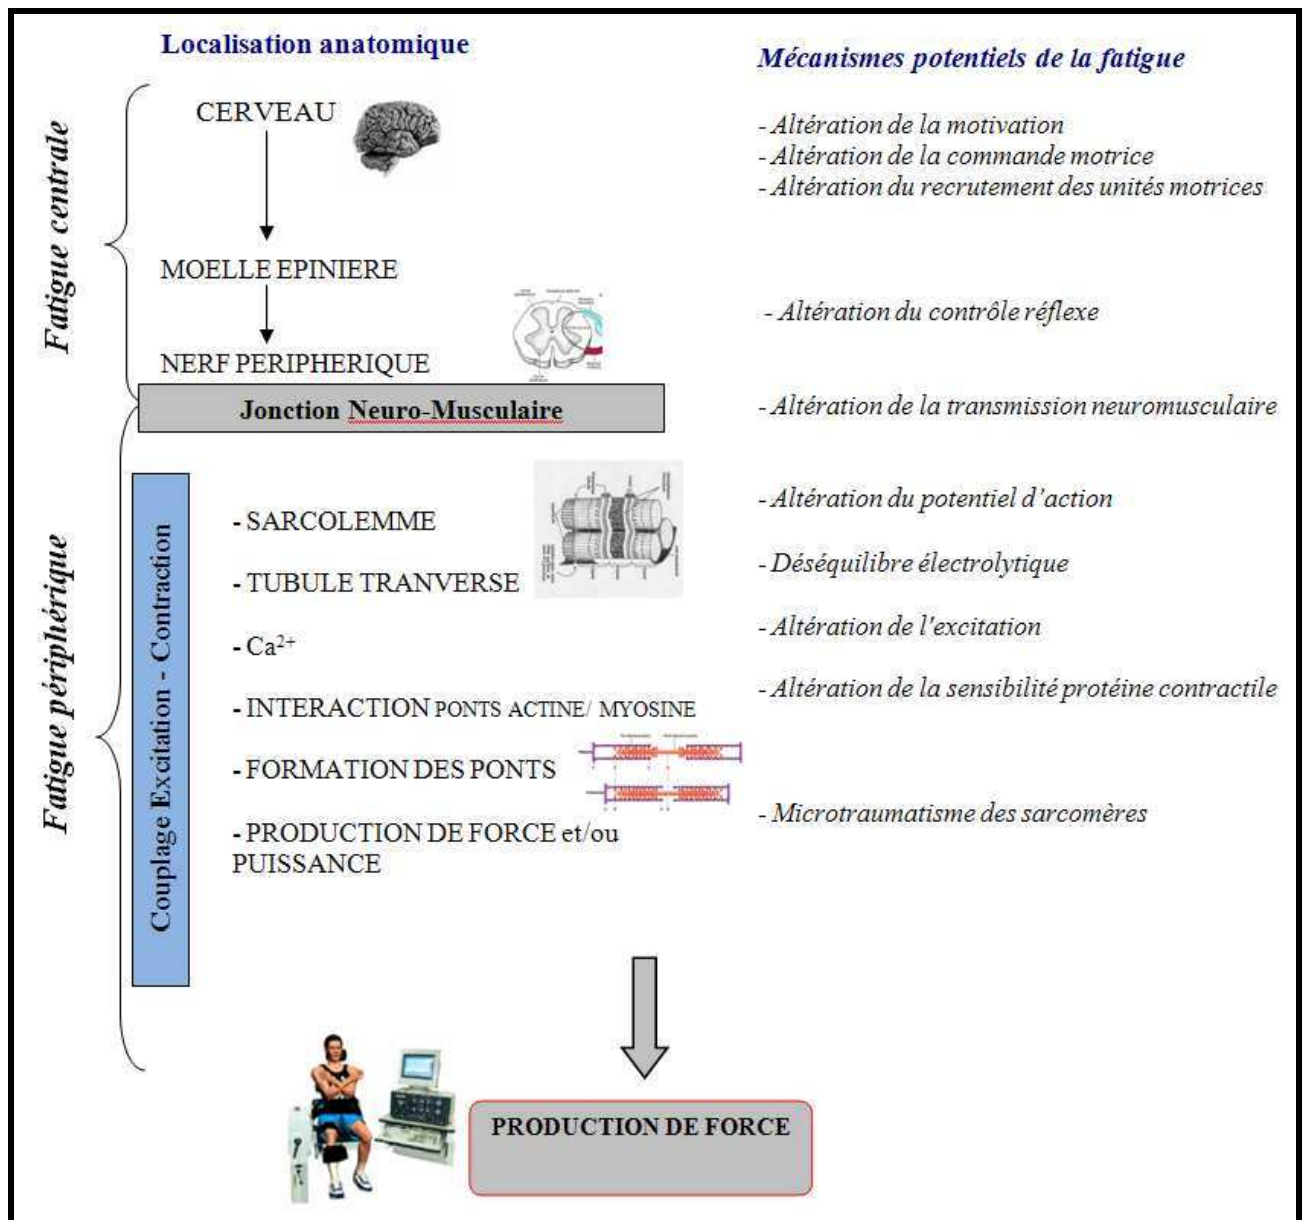 Localisation anatomique
Mécanismes potentiels de la fatigue
Fatigue centrale
CERVEAU
- Altération de la motivation
- Altération de la commande motrice
- Altération du recrutement des unités motrices
MOELLE EPINIERE
- Altération du contrôle réflexe
NERF PERIPHERIQUE
Jonction Neuro-Musculaire
- Altération de la transmission neuromusculaire
Fatigue périphérique
Couplage Excitation - Contraction
- SARCOLEMME
- Altération du potentiel d’action
- TUBULE TRANVERSE
- Déséquilibre électrolytique
- Ca2+
- Altération de l'excitation
- INTERACTION PONTS ACTINE/ MYOSINE
- Altération de la sensibilité protéine contractile
- FORMATION DES PONTS
- PRODUCTION DE FORCE et/ou
PUISSANCE
- Microtraumatisme des sarcomères
PRODUCTION DE FORCE